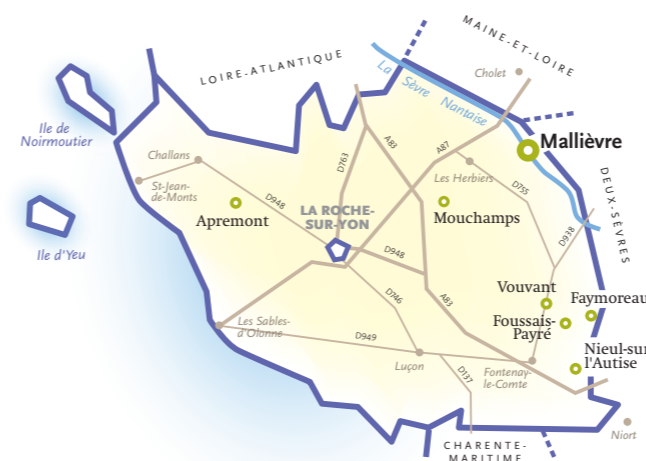 MAINE-ET-LOIRE
LOIRE-ATLANTIQUE
Cholet
La Sèvre Nantaise
Ile de
Noirmoutier
Mallièvre
Challans
D763
A83
A87
Les Herbiers
D755
St-Jean-
de-Monts
D948
DEUX-SÈVRES
Apremont
LA ROCHE-
SUR-YON
Mouchamps
D938
Ile d'Yeu
D948
Vouvant
Faymoreau
D746
A83
Foussais-
Payré
Les Sables-
d'Olonne
D949
Nieul-sur
l'Autise
Luçon
D137
Fontenay-
le-Comte
Niort
CHARENTE-
MARITIME